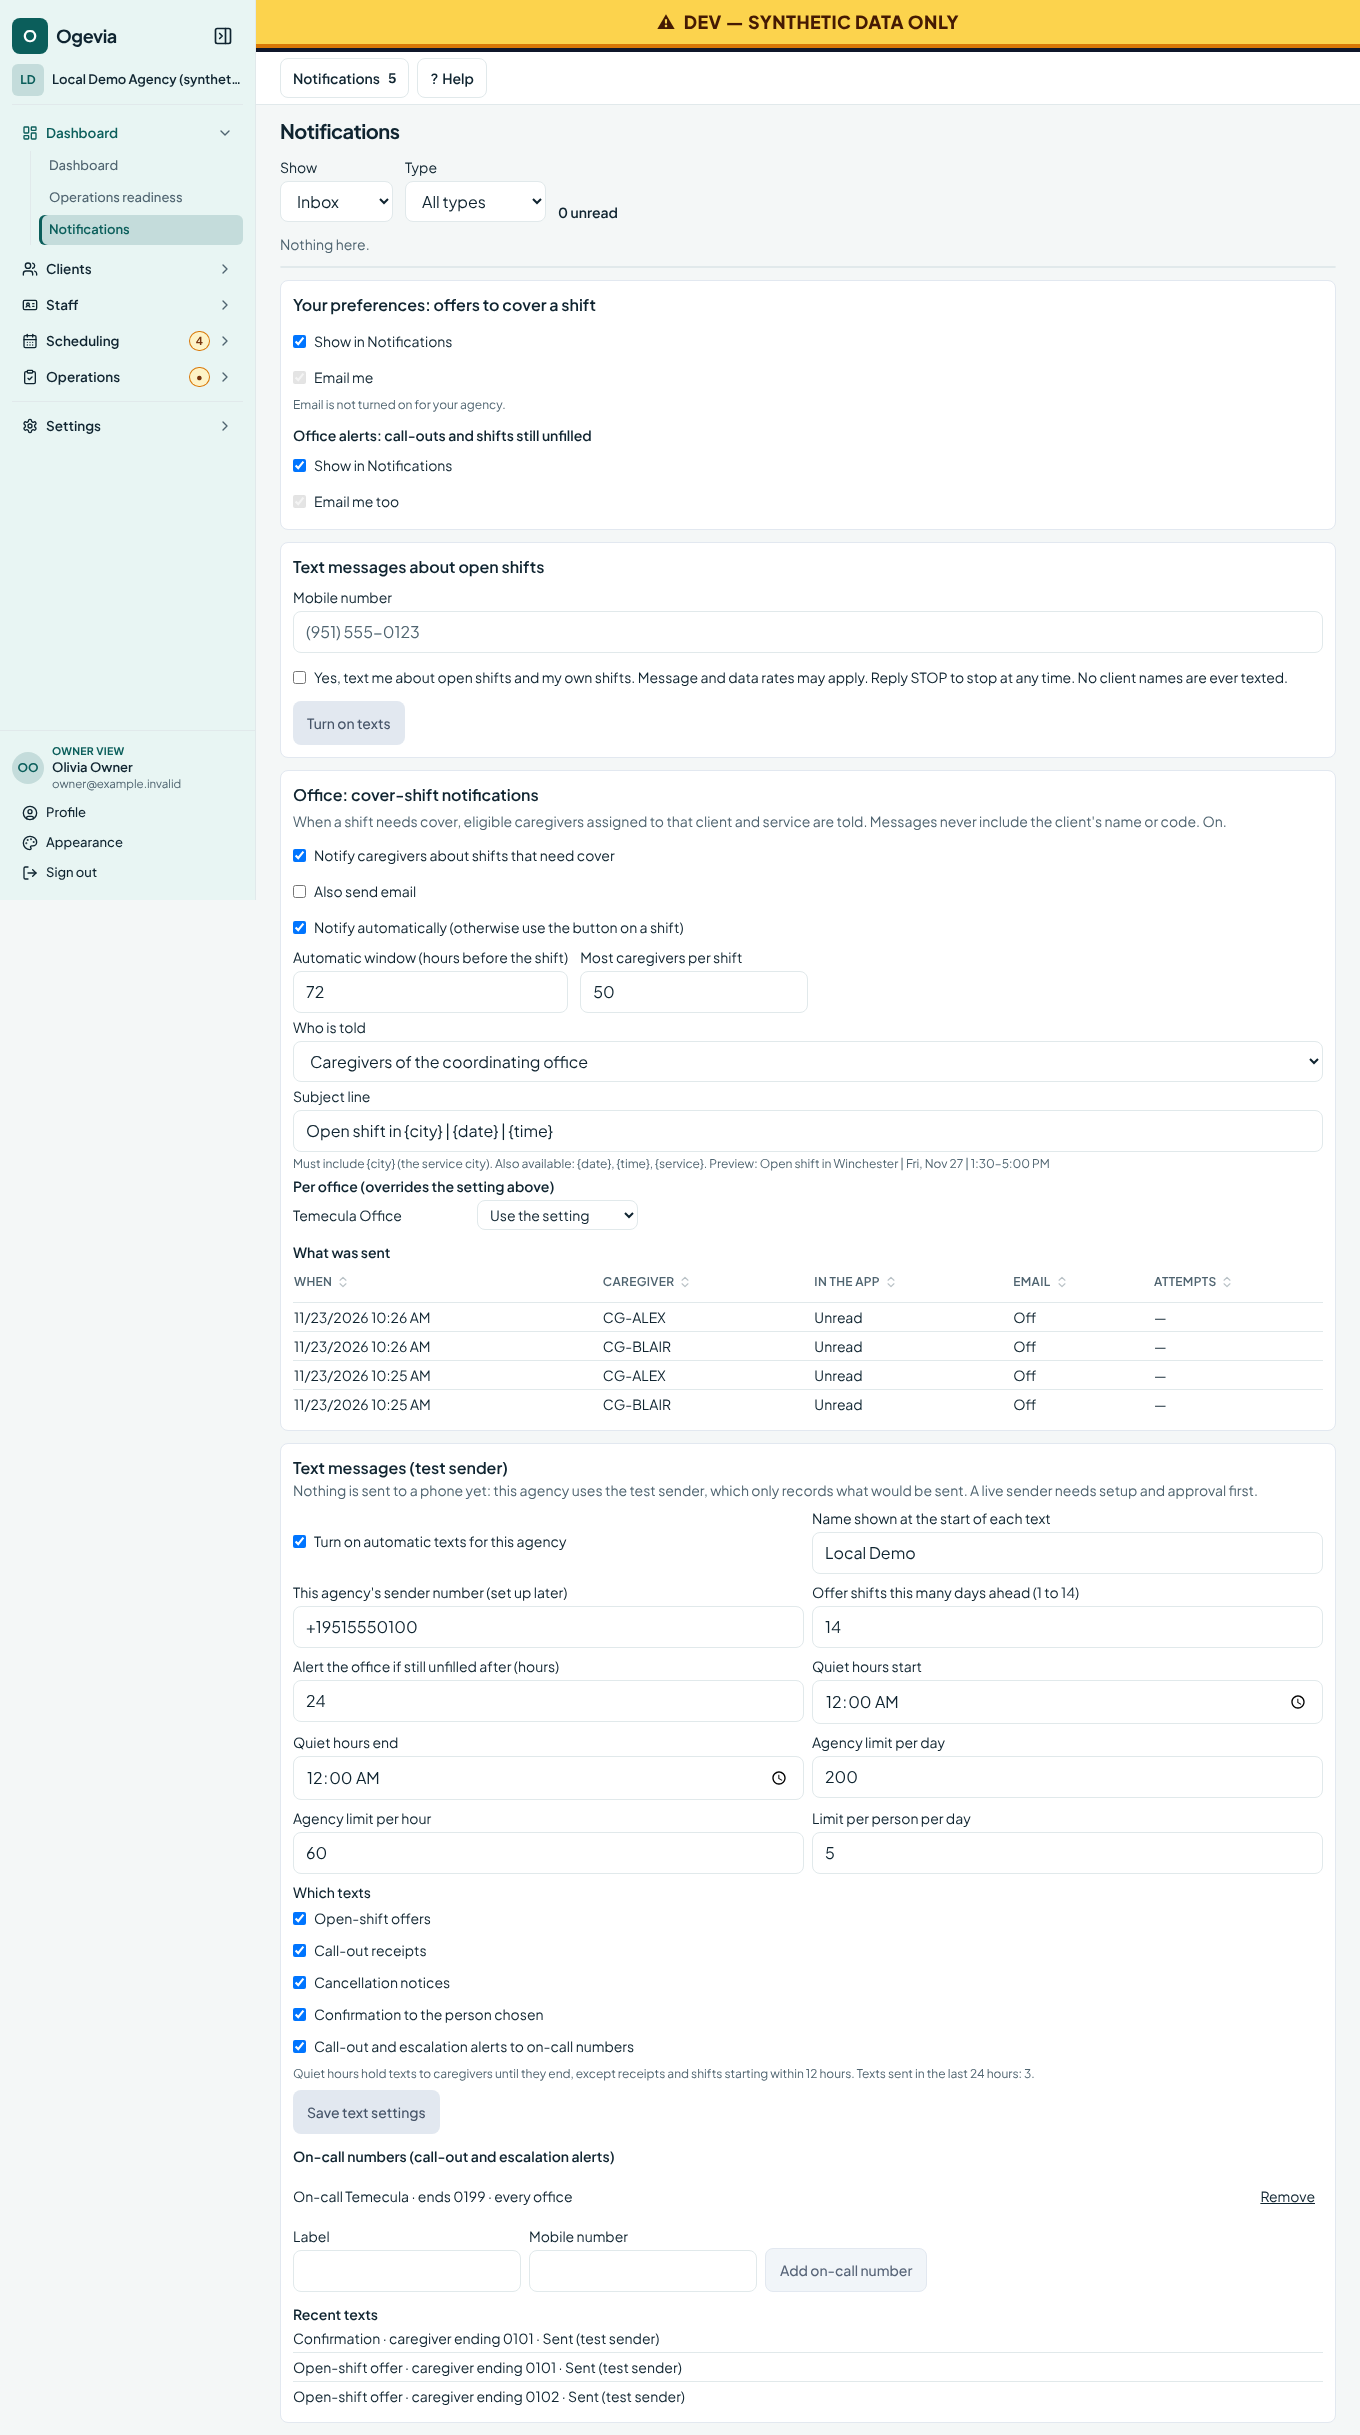 O Ogevia
LD Local Demo Agency (synthet...
Dashboard
Dashboard
Operations readiness
Notifications
Clients
Staff
Scheduling 4
Operations
Settings
OWNER VIEW
OO Olivia Owner
owner@example.invalid
Profile
Appearance
Sign out
⚠ DEV — SYNTHETIC DATA ONLY
Notifications 5 ? Help
Notifications
Show Type
Inbox All types 0 unread
Nothing here.
Your preferences: offers to cover a shift
Show in Notifications
Email me
Email is not turned on for your agency.
Office alerts: call-outs and shifts still unfilled
Show in Notifications
Email me too
Text messages about open shifts
Mobile number
(951) 555-0123
Yes, text me about open shifts and my own shifts. Message and data rates may apply. Reply STOP to stop at any time. No client names are ever texted.
Turn on texts
Office: cover-shift notifications
When a shift needs cover, eligible caregivers assigned to that client and service are told. Messages never include the client's name or code. On.
Notify caregivers about shifts that need cover
Also send email
Notify automatically (otherwise use the button on a shift)
Automatic window (hours before the shift) Most caregivers per shift
72 50
Who is told
Caregivers of the coordinating office
Subject line
Open shift in {city} | {date} | {time}
Must include {city} (the service city). Also available: {date}, {time}, {service}. Preview: Open shift in Winchester | Fri, Nov 27 | 1:30–5:00 PM
Per office (overrides the setting above)
Temecula Office Use the setting
What was sent
WHEN CAREGIVER IN THE APP EMAIL ATTEMPTS
11/23/2026 10:26 AM CG-ALEX Unread Off —
11/23/2026 10:26 AM CG-BLAIR Unread Off —
11/23/2026 10:25 AM CG-ALEX Unread Off —
11/23/2026 10:25 AM CG-BLAIR Unread Off —
Text messages (test sender)
Nothing is sent to a phone yet: this agency uses the test sender, which only records what would be sent. A live sender needs setup and approval first.
Turn on automatic texts for this agency
Name shown at the start of each text
Local Demo
This agency's sender number (set up later) Offer shifts this many days ahead (1 to 14)
+19515550100 14
Alert the office if still unfilled after (hours) Quiet hours start
24 12:00 AM
Quiet hours end Agency limit per day
12:00 AM 200
Agency limit per hour Limit per person per day
60 5
Which texts
Open-shift offers
Call-out receipts
Cancellation notices
Confirmation to the person chosen
Call-out and escalation alerts to on-call numbers
Quiet hours hold texts to caregivers until they end, except receipts and shifts starting within 12 hours. Texts sent in the last 24 hours: 3.
Save text settings
On-call numbers (call-out and escalation alerts)
On-call Temecula · ends 0199 · every office Remove
Label Mobile number
Add on-call number
Recent texts
Confirmation · caregiver ending 0101 · Sent (test sender)
Open-shift offer · caregiver ending 0101 · Sent (test sender)
Open-shift offer · caregiver ending 0102 · Sent (test sender)